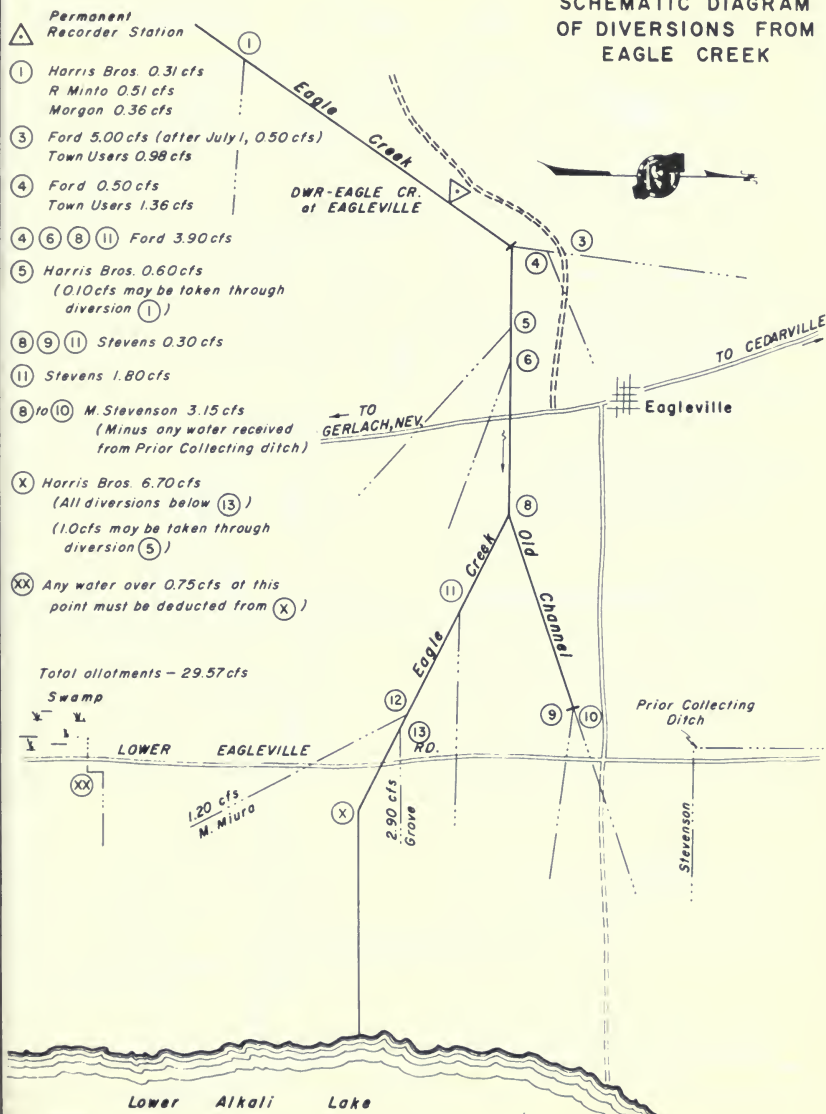 SCHEMATIC DIAGRAM
OF DIVERSIONS FROM
EAGLE CREEK
Permanent
Recorder Station
1 Harris Bros. 0.31 cfs
R Minto 0.51 cfs
Morgan 0.36 cfs
3 Ford 5.00 cfs (after July 1, 0.50 cfs)
Town Users 0.98 cfs
4 Ford 0.50 cfs
Town Users 1.36 cfs
4 6 8 11 Ford 3.90 cfs
5 Harris Bros. 0.60 cfs
(0.10 cfs may be taken through
diversion 1)
8 9 11 Stevens 0.30 cfs
11 Stevens 1.80 cfs
8 to 10 M. Stevenson 3.15 cfs
(Minus any water received
from Prior Collecting ditch)
X Harris Bros. 6.70 cfs
(All diversions below 13)
(1.0 cfs may be taken through
diversion 5)
XX Any water over 0.75 cfs at this
point must be deducted from X)
Total allotments - 29.57 cfs
1
Eagle Creek
DWR-EAGLE CR.
at EAGLEVILLE
3
4
5
6
TO CEDARVILLE
Eagleville
TO
GERLACH, NEV.
8
Old Channel
Eagle Creek
11
12
13
9
10
Prior Collecting
Ditch
Swamp
LOWER EAGLEVILLE RD.
XX
1.20 cfs
M. Miura
X
2.90 cfs
Grove
Stevenson
Lower Alkali Lake